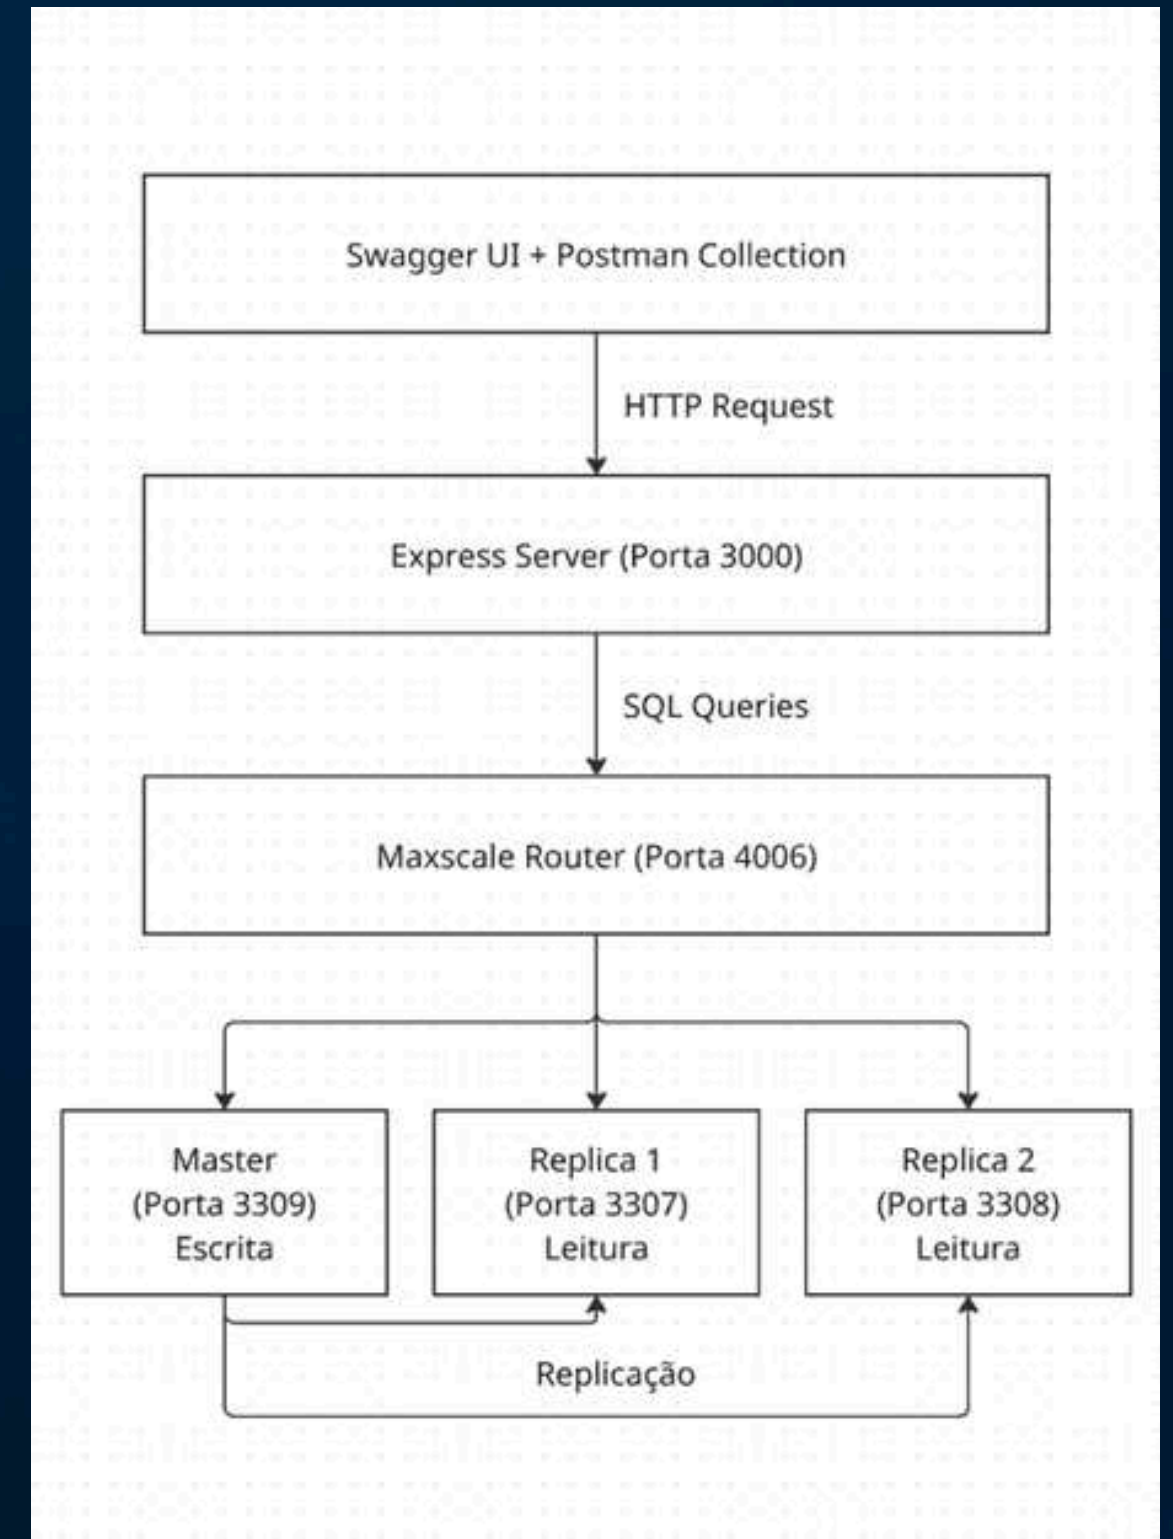 Swagger UI + Postman Collection
HTTP Request
Express Server (Porta 3000)
SQL Queries
Maxscale Router (Porta 4006)
Master
(Porta 3309)
Escrita
Replica 1
(Porta 3307)
Leitura
Replica 2
(Porta 3308)
Leitura
Replicação